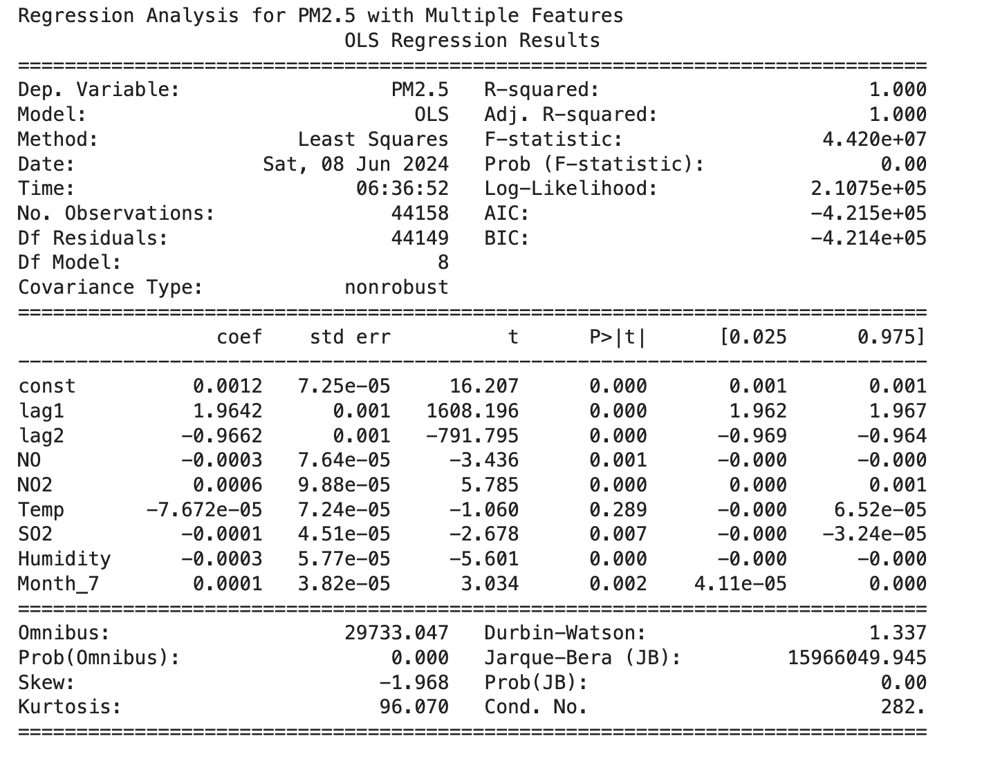 Regression Analysis for PM2.5 with Multiple Features
                            OLS Regression Results
==============================================================================
Dep. Variable:                  PM2.5   R-squared:                       1.000
Model:                            OLS   Adj. R-squared:                  1.000
Method:                 Least Squares   F-statistic:                 4.420e+07
Date:                Sat, 08 Jun 2024   Prob (F-statistic):               0.00
Time:                        06:36:52   Log-Likelihood:             2.1075e+05
No. Observations:               44158   AIC:                        -4.215e+05
Df Residuals:                   44149   BIC:                        -4.214e+05
Df Model:                           8
Covariance Type:            nonrobust
==============================================================================
                 coef    std err          t      P>|t|      [0.025      0.975]
------------------------------------------------------------------------------
const          0.0012   7.25e-05     16.207      0.000       0.001       0.001
lag1           1.9642      0.001   1608.196      0.000       1.962       1.967
lag2          -0.9662      0.001   -791.795      0.000      -0.969      -0.964
NO            -0.0003   7.64e-05     -3.436      0.001      -0.000      -0.000
NO2            0.0006   9.88e-05      5.785      0.000       0.000       0.001
Temp       -7.672e-05   7.24e-05     -1.060      0.289      -0.000    6.52e-05
SO2           -0.0001   4.51e-05     -2.678      0.007      -0.000   -3.24e-05
Humidity      -0.0003   5.77e-05     -5.601      0.000      -0.000      -0.000
Month_7        0.0001   3.82e-05      3.034      0.002    4.11e-05       0.000
==============================================================================
Omnibus:                    29733.047   Durbin-Watson:                   1.337
Prob(Omnibus):                  0.000   Jarque-Bera (JB):         15966049.945
Skew:                          -1.968   Prob(JB):                         0.00
Kurtosis:                      96.070   Cond. No.                         282.
==============================================================================